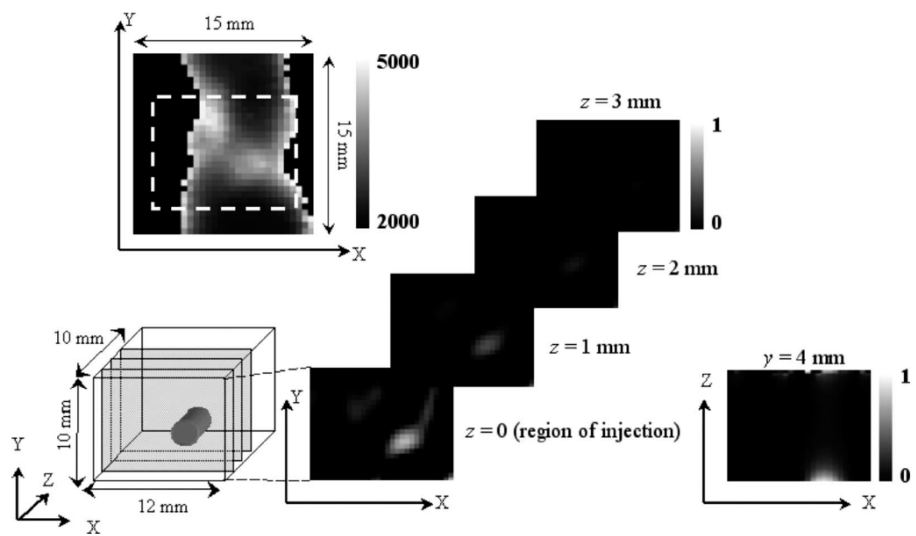 Y
15 mm
5000
15 mm
2000
X
z = 3 mm
1
0
z = 2 mm
z = 1 mm
z = 0 (region of injection)
Y
X
10 mm
10 mm
12 mm
Y
Z
X
y = 4 mm
Z
1
0
X